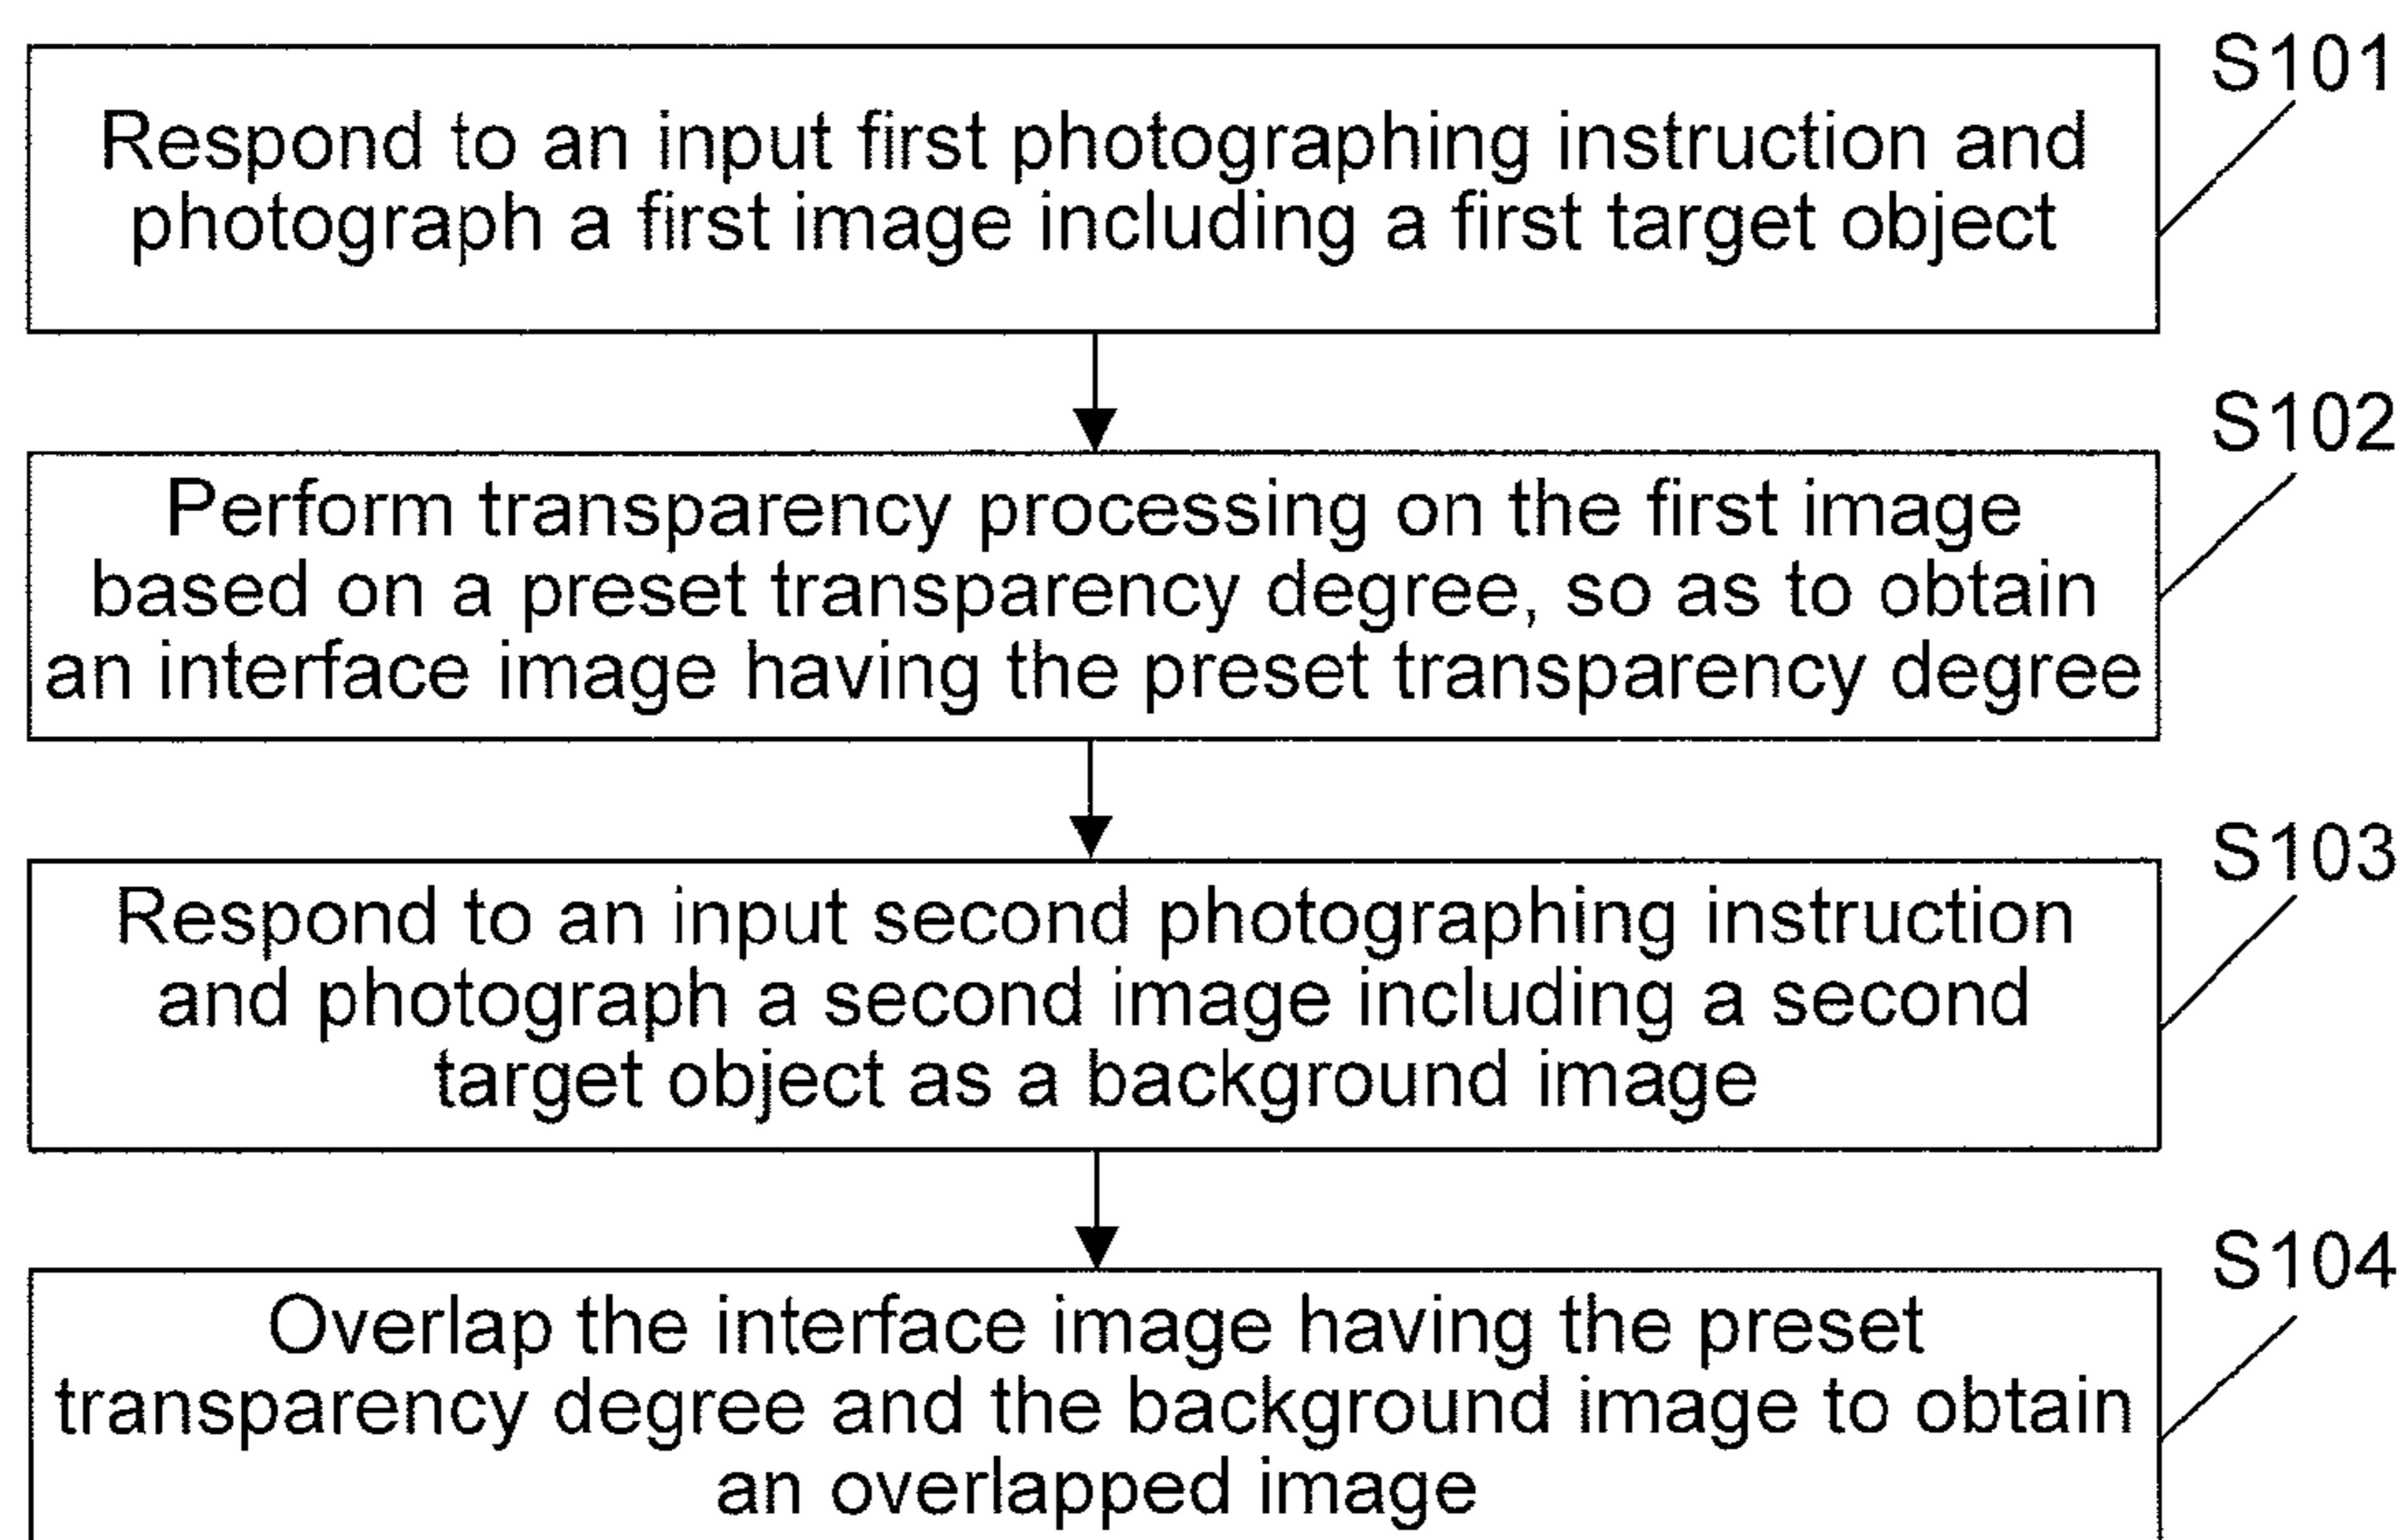 S101
Respond to an input first photographing instruction and
photograph a first image including a first target object
S102
Perform transparency processing on the first image
based on a preset transparency degree, so as to obtain
an interface image having the preset transparency degree
S103
Respond to an input second photographing instruction
and photograph a second image including a second
target object as a background image
S104
Overlap the interface image having the preset
transparency degree and the background image to obtain
an overlapped image